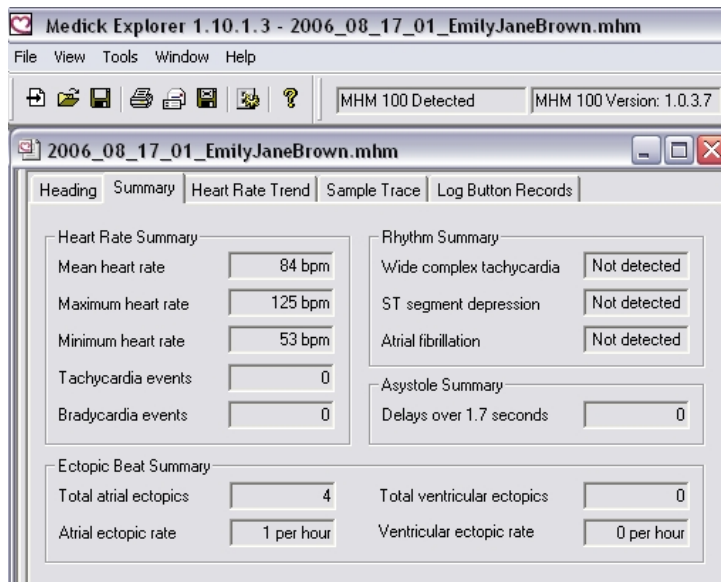 Medick Explorer 1.10.1.3 - 2006_08_17_01_EmilyJaneBrown.mhm
File View Tools Window Help
MHM 100 Detected MHM 100 Version: 1.0.3.7
2006_08_17_01_EmilyJaneBrown.mhm
Heading Summary Heart Rate Trend Sample Trace Log Button Records
Heart Rate Summary
Mean heart rate 84 bpm
Maximum heart rate 125 bpm
Minimum heart rate 53 bpm
Tachycardia events 0
Bradycardia events 0
Rhythm Summary
Wide complex tachycardia Not detected
ST segment depression Not detected
Atrial fibrillation Not detected
Asystole Summary
Delays over 1.7 seconds 0
Ectopic Beat Summary
Total atrial ectopics 4 Total ventricular ectopics 0
Atrial ectopic rate 1 per hour Ventricular ectopic rate 0 per hour